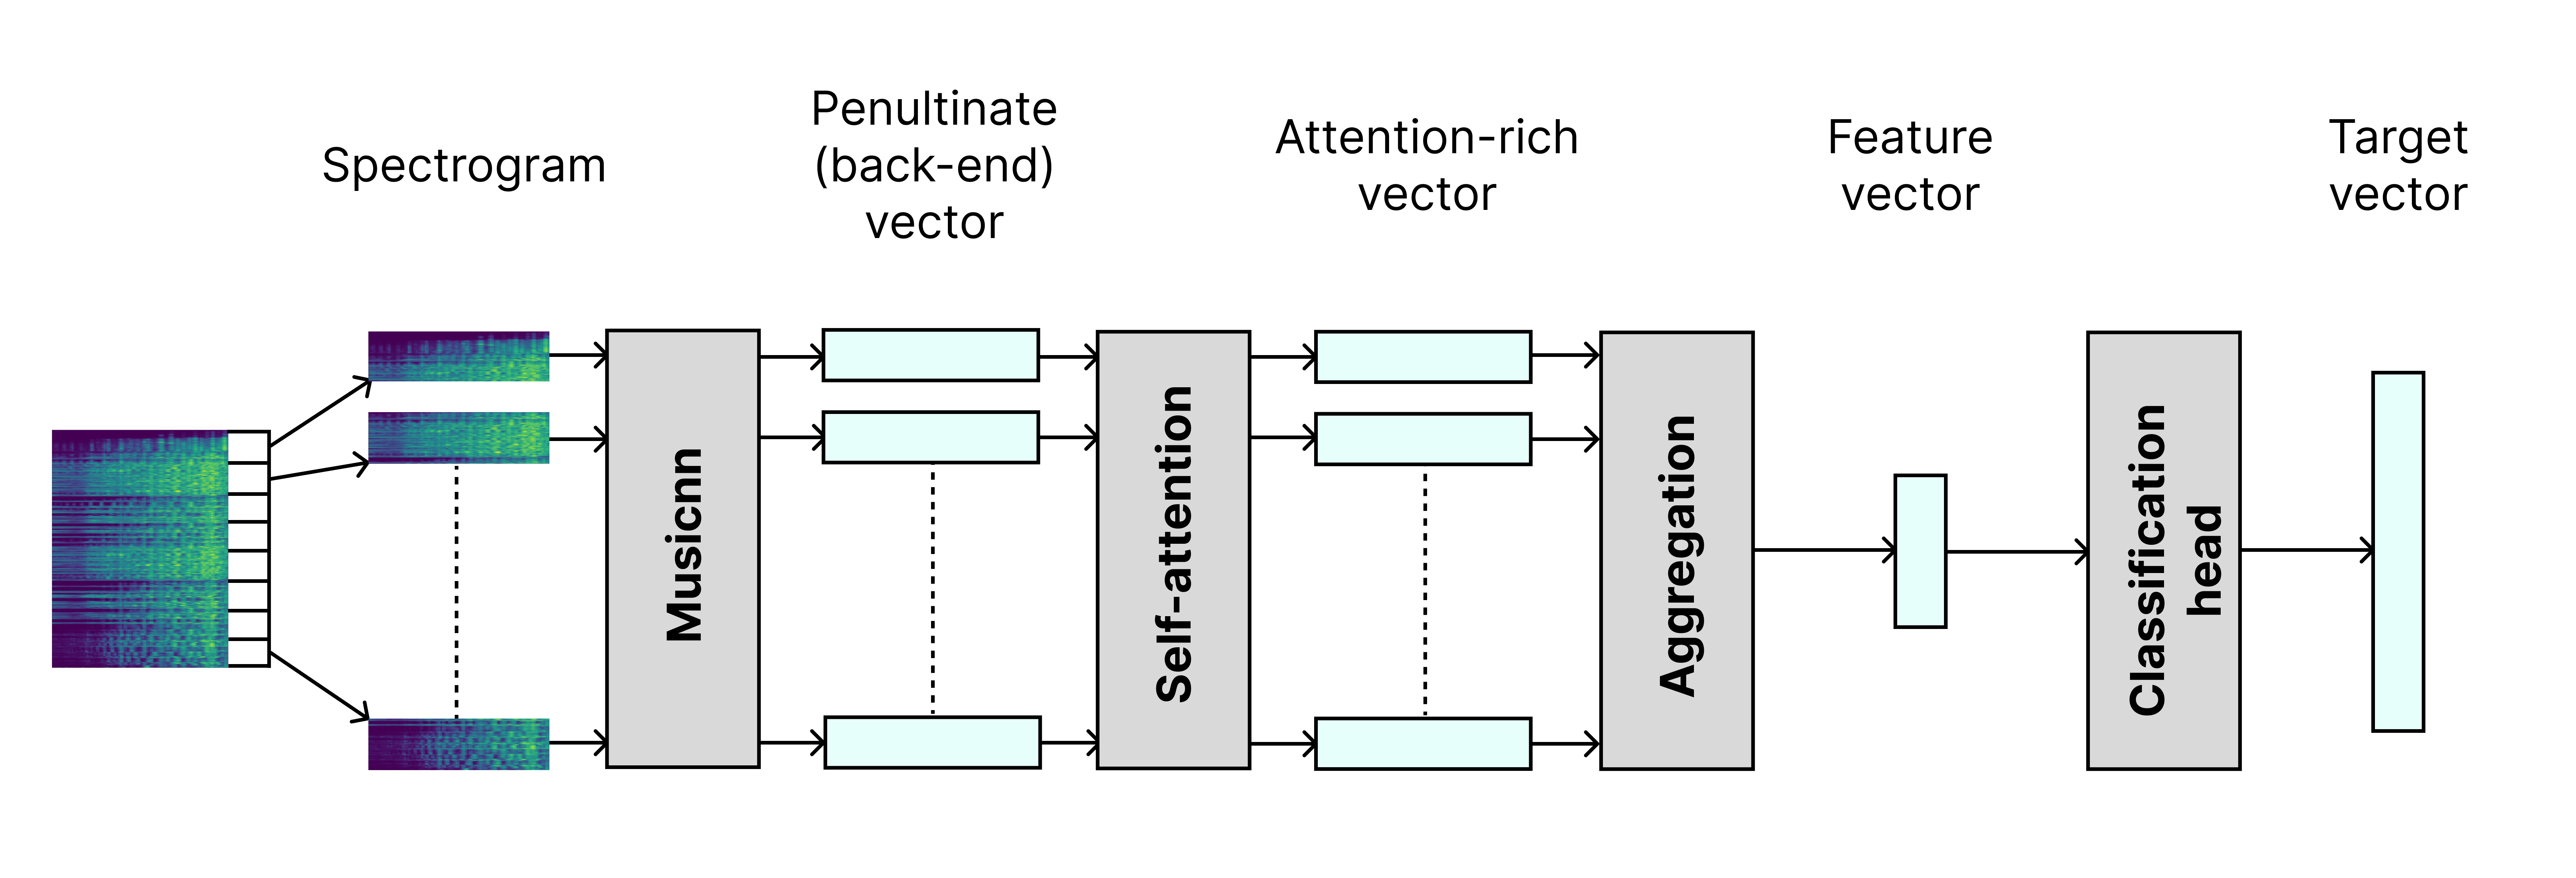 Spectrogram
Penultinate
(back-end)
vector
Attention-rich
vector
Feature
vector
Target
vector
Musicnn
Self-attention
Aggregation
Classification
head